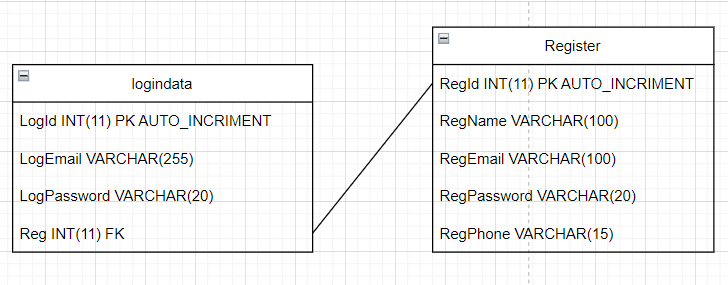 logindata
LogId INT(11) PK AUTO_INCRIMENT
LogEmail VARCHAR(255)
LogPassword VARCHAR(20)
Reg INT(11) FK
Register
RegId INT(11) PK AUTO_INCRIMENT
RegName VARCHAR(100)
RegEmail VARCHAR(100)
RegPassword VARCHAR(20)
RegPhone VARCHAR(15)